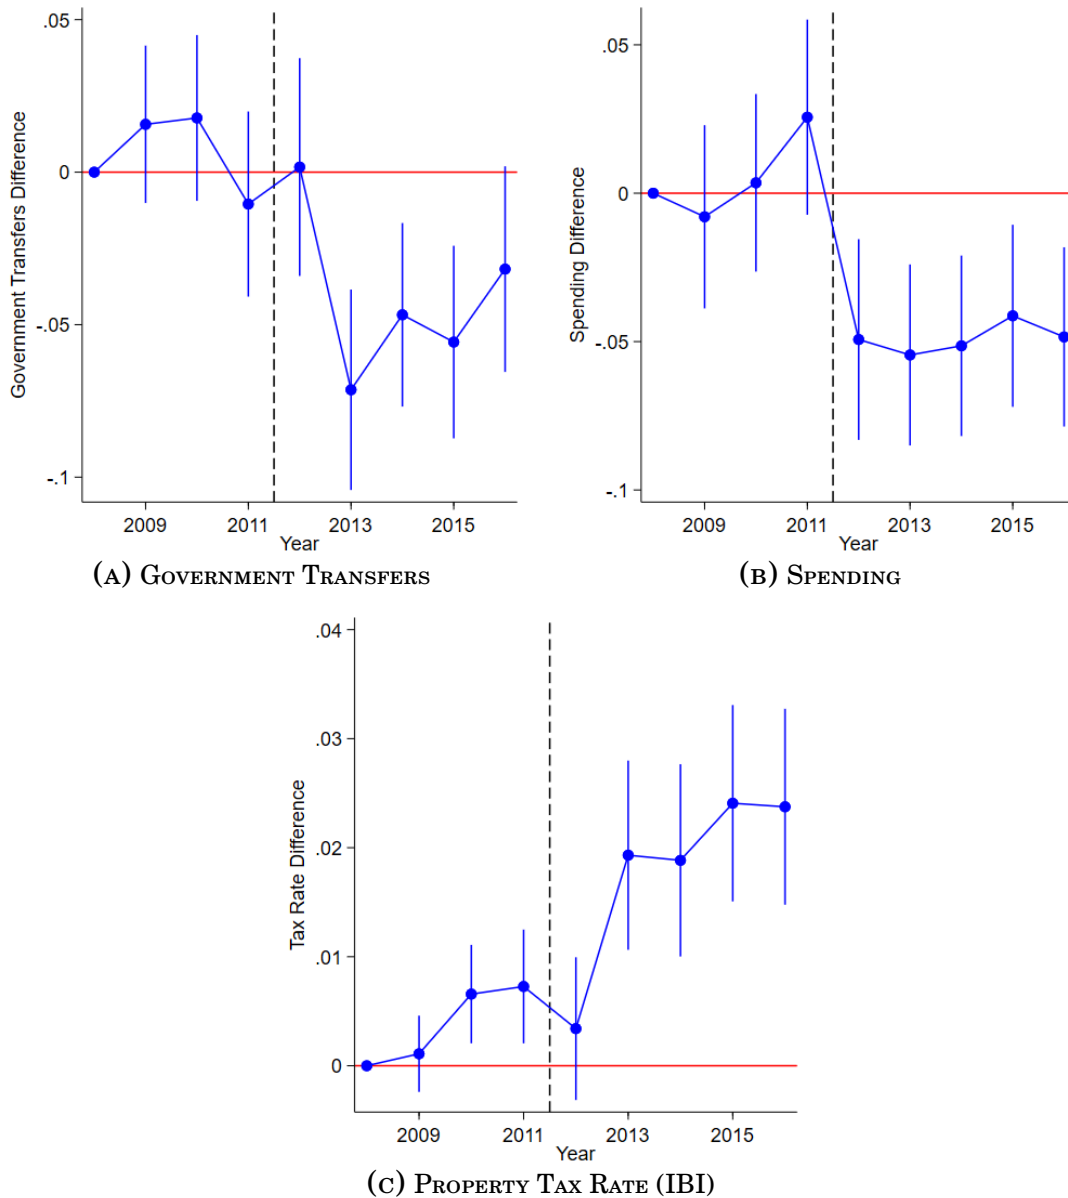 .05
0
-.05
-.1
Government Transfers Difference
2009 2011 2013 2015
Year
(A) Government Transfers
.05
0
-.05
-.1
Spending Difference
2009 2011 2013 2015
Year
(B) Spending
.04
.03
.02
.01
0
Tax Rate Difference
2009 2011 2013 2015
Year
(C) Property Tax Rate (IBI)